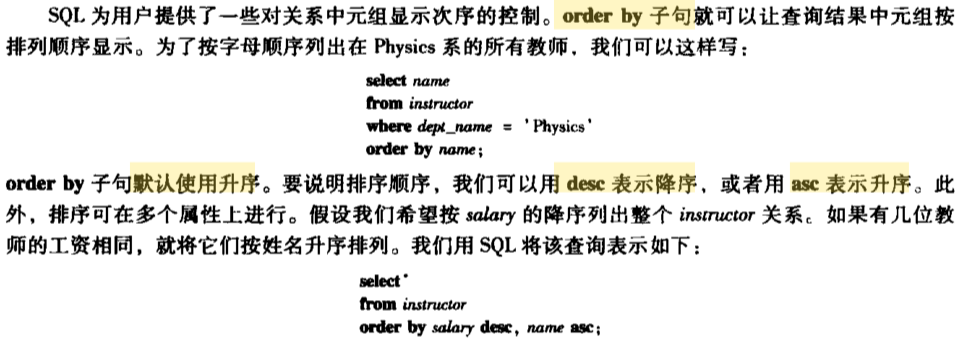 SQL 为用户提供了一些对关系中元组显示次序的控制。order by 子句就可以让查询结果中元组按
排列顺序显示。为了按字母顺序列出在 Physics 系的所有教师，我们可以这样写：
select name
from instructor
where dept_name = 'Physics'
order by name;
order by 子句默认使用升序。要说明排序顺序，我们可以用 desc 表示降序，或者用 asc 表示升序。此
外，排序可在多个属性上进行。假设我们希望按 salary 的降序列出整个 instructor 关系。如果有几位教
师的工资相同，就将它们按姓名升序排列。我们用 SQL 将该查询表示如下：
select *
from instructor
order by salary desc, name asc;